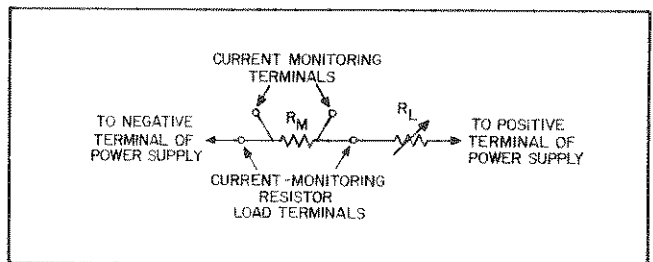 CURRENT MONITORING
TERMINALS
R_M
R_L
TO NEGATIVE
TERMINAL OF
POWER SUPPLY
TO POSITIVE
TERMINAL OF
POWER SUPPLY
CURRENT-MONITORING
RESISTOR
LOAD TERMINALS